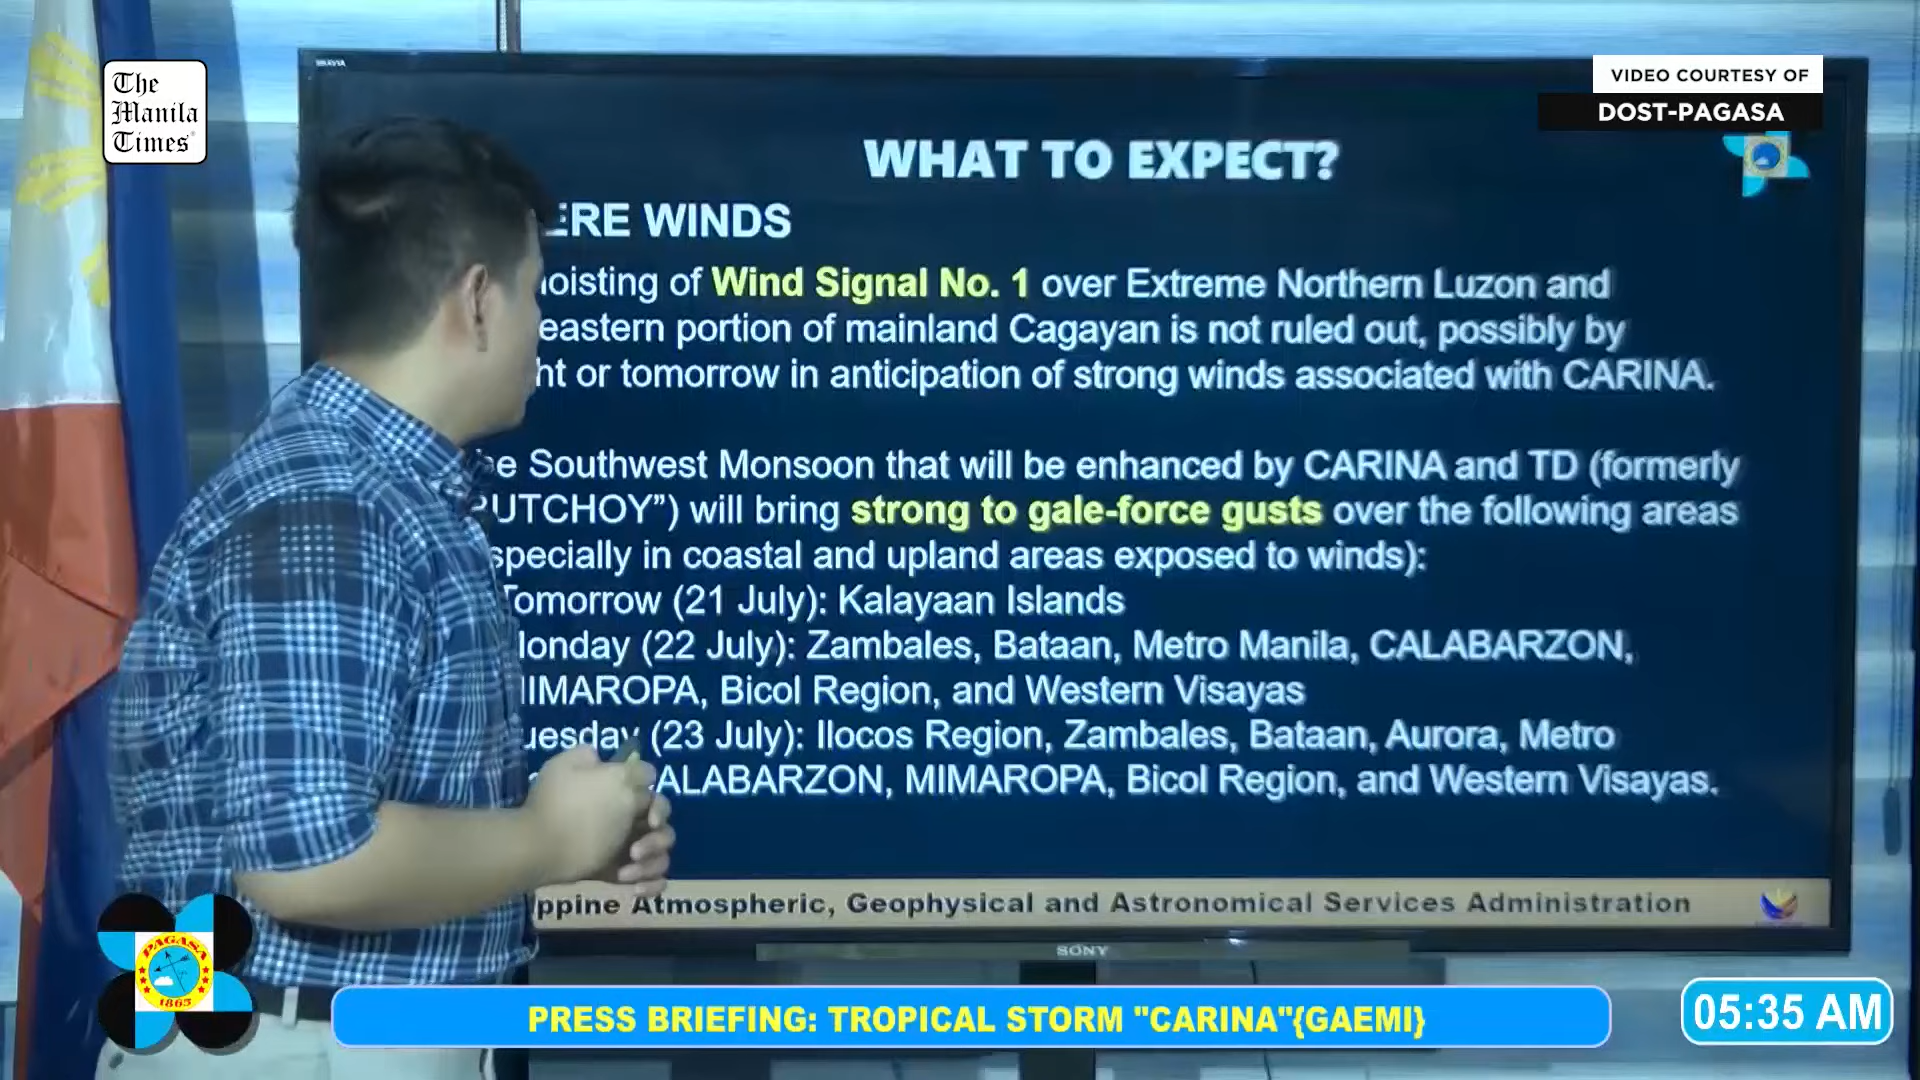 The
Manila
Times
BRAVIA
VIDEO COURTESY OF
DOST-PAGASA
WHAT TO EXPECT?
WINDS
of Wind Signal No. 1 over Extreme Northern Luzon and
eastern portion of mainland Cagayan is not ruled out, possibly by
or tomorrow in anticipation of strong winds associated with CARINA.
Southwest Monsoon that will be enhanced by CARINA and TD (formerly
UTCHOY”) will bring strong to gale-force gusts over the following areas
specially in coastal and upland areas exposed to winds):
Tomorrow (21 July): Kalayaan Islands
onday (22 July): Zambales, Bataan, Metro Manila, CALABARZON,
MIMAROPA, Bicol Region, and Western Visayas
uesday (23 July): Ilocos Region, Zambales, Bataan, Aurora, Metro
CALABARZON, MIMAROPA, Bicol Region, and Western Visayas.
ppine Atmospheric, Geophysical and Astronomical Services Administration
SONY
PAGASA
1865
PRESS BRIEFING: TROPICAL STORM "CARINA"{GAEMI}
05:35 AM